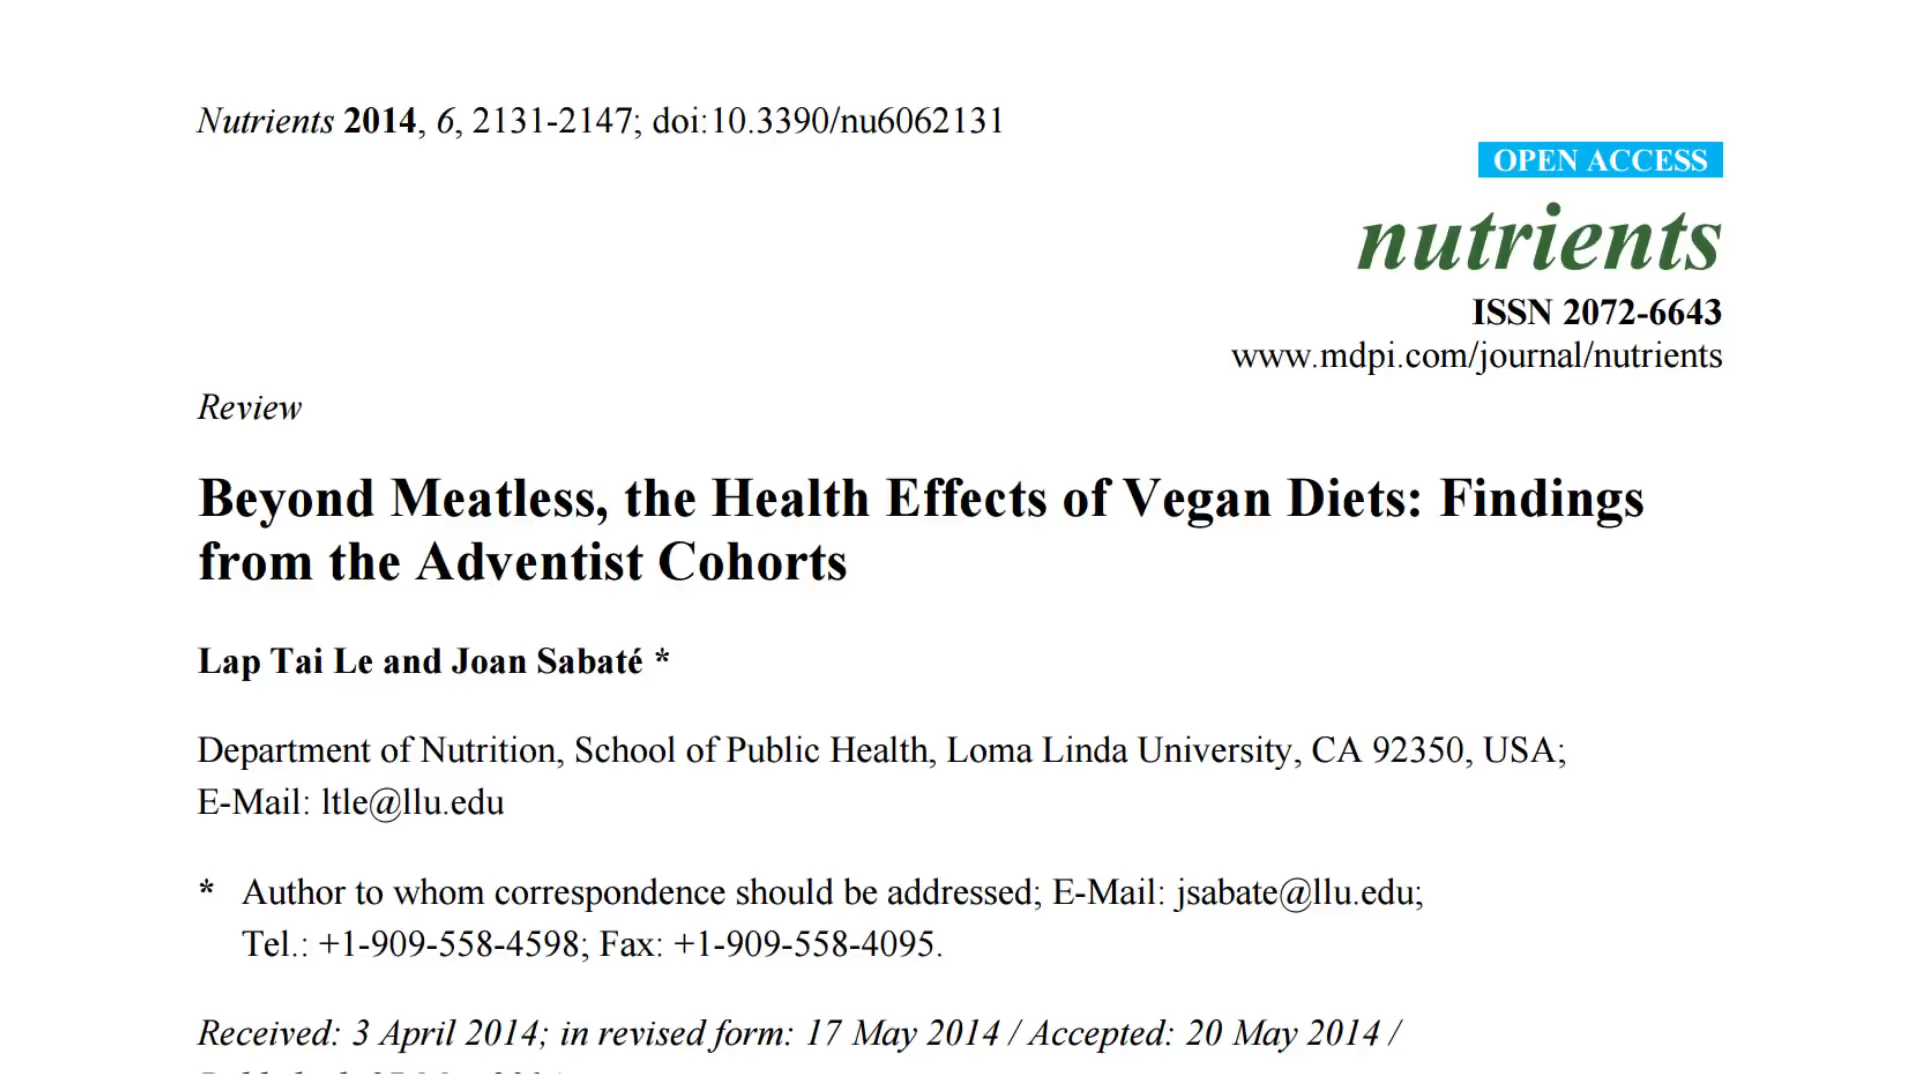 Nutrients 2014, 6, 2131-2147; doi:10.3390/nu6062131
OPEN ACCESS
nutrients
ISSN 2072-6643
www.mdpi.com/journal/nutrients
Review
Beyond Meatless, the Health Effects of Vegan Diets: Findings
from the Adventist Cohorts
Lap Tai Le and Joan Sabaté *
Department of Nutrition, School of Public Health, Loma Linda University, CA 92350, USA;
E-Mail: ltle@llu.edu
* Author to whom correspondence should be addressed; E-Mail: jsabate@llu.edu;
Tel.: +1-909-558-4598; Fax: +1-909-558-4095.
Received: 3 April 2014; in revised form: 17 May 2014 / Accepted: 20 May 2014 /